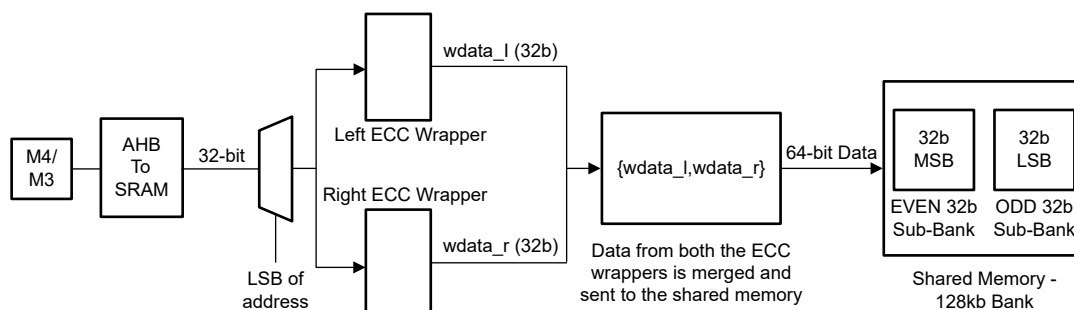 M4/
M3
AHB
To
SRAM
32-bit
LSB of
address
wdata_l (32b)
Left ECC Wrapper
Right ECC Wrapper
wdata_r (32b)
{wdata_l,wdata_r}
Data from both the ECC
wrappers is merged and
sent to the shared memory
64-bit Data
32b
MSB
32b
LSB
EVEN 32b
Sub-Bank
ODD 32b
Sub-Bank
Shared Memory -
128kb Bank